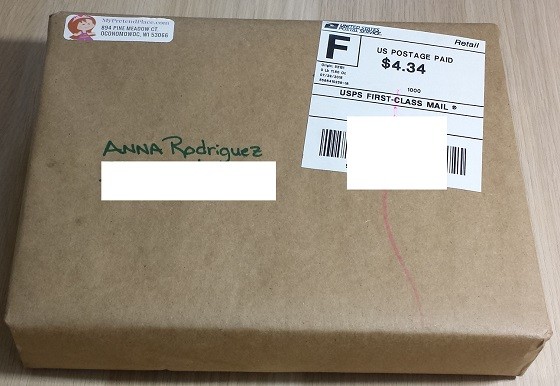 MyPretendPlace.com
894 PINE MEADOW CT.
OCONOMOWOC, WI 53066
UNITED STATES
POSTAL SERVICE®
Retail
F
US POSTAGE PAID
$4.34
1000
USPS FIRST-CLASS MAIL®
ANNA Rodriguez